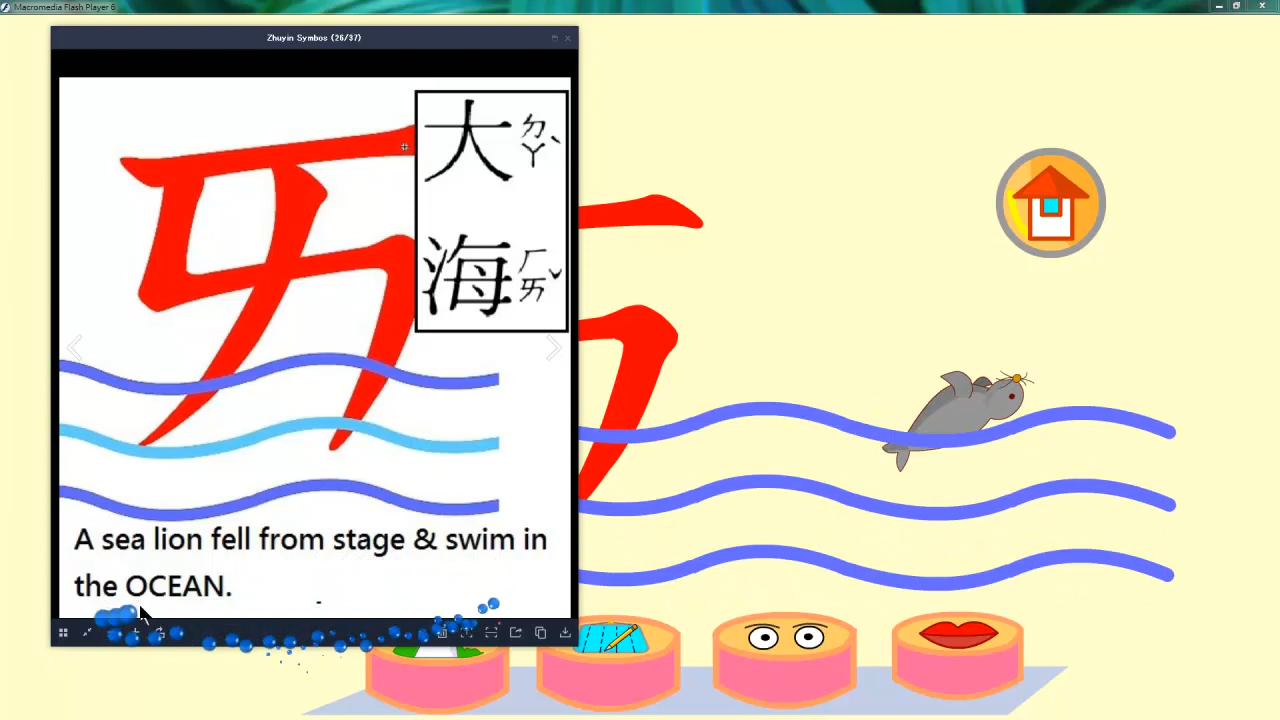 Macromedia Flash Player 6
Zhuyin Symbos (26/37)
ㄞ
大 ㄉㄚˋ
海 ㄏㄞˇ
A sea lion fell from stage & swim in
the OCEAN.